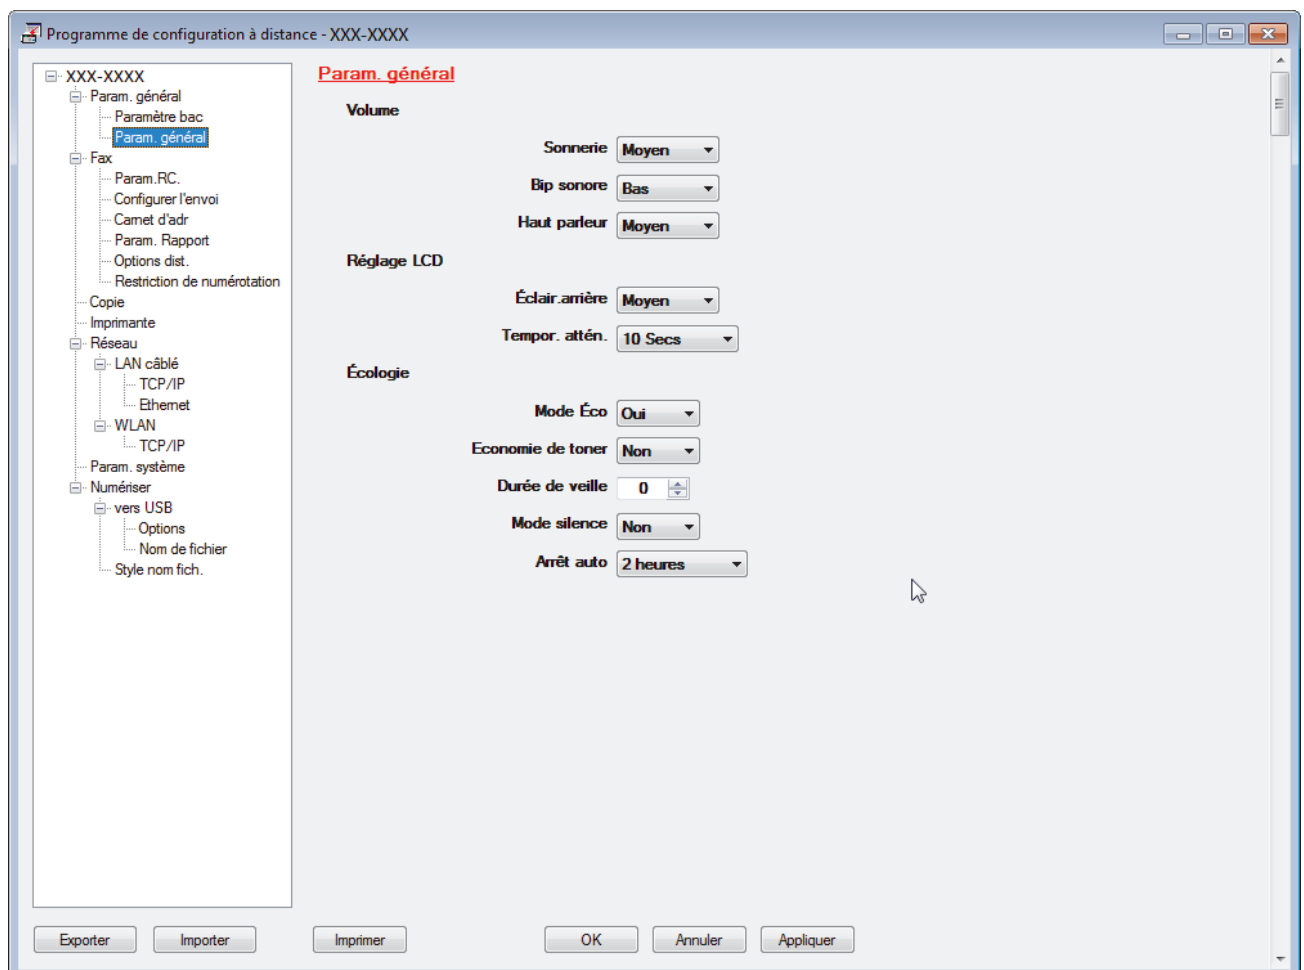 Programme de configuration à distance - XXX-XXXX
XXX-XXXX
Param. général
Paramètre bac
Param. général
Fax
Param.RC.
Configurer l'envoi
Carnet d'adr
Param. Rapport
Options dist.
Restriction de numérotation
Copie
Imprimante
Réseau
LAN câblé
TCP/IP
Ethernet
WLAN
TCP/IP
Param. système
Numériser
vers USB
Options
Nom de fichier
Style nom fich.
Param. général
Volume
Sonnerie Moyen
Bip sonore Bas
Haut parleur Moyen
Réglage LCD
Éclair.arrière Moyen
Tempor. attén. 10 Secs
Écologie
Mode Éco Oui
Economie de toner Non
Durée de veille 0
Mode silence Non
Arrêt auto 2 heures
Exporter Importer Imprimer OK Annuler Appliquer